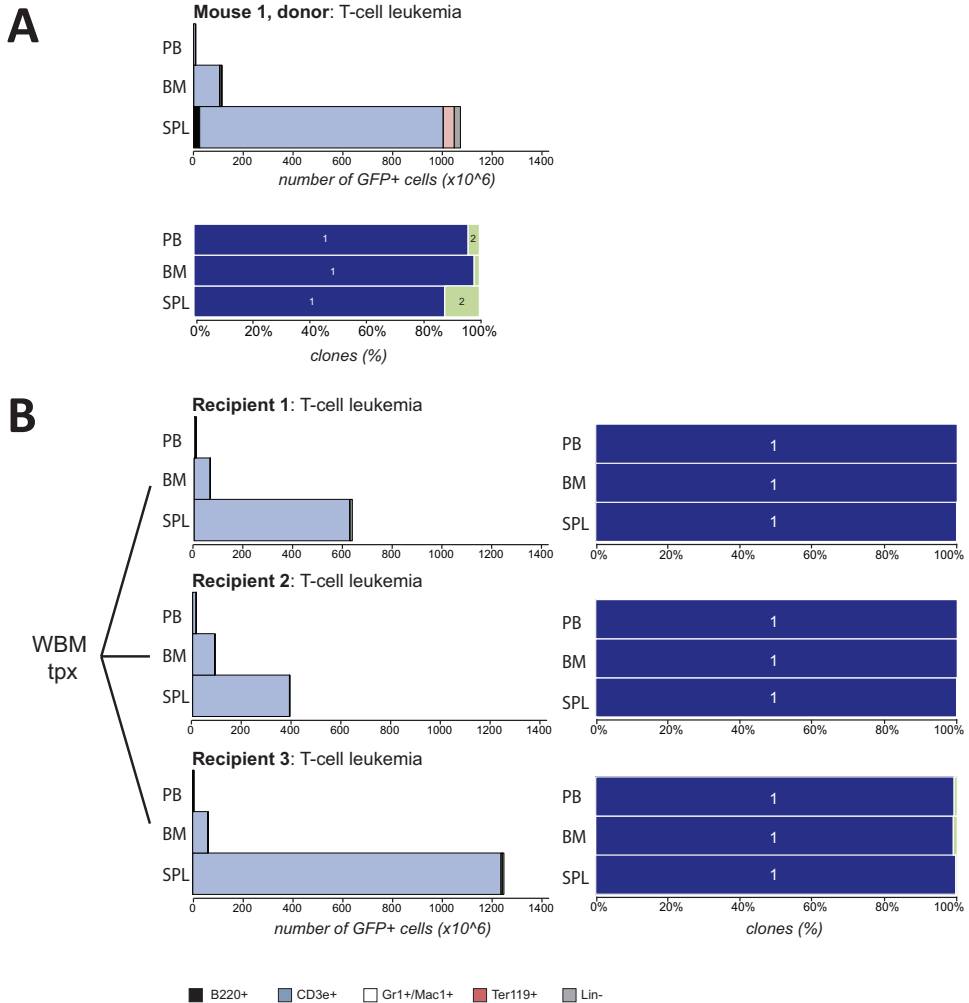 A
Mouse 1, donor: T-cell leukemia
PB
BM
SPL
0 200 400 600 800 1000 1200 1400
number of GFP+ cells (x10^6)
PB 1 2
BM 1
SPL 1 2
0% 20% 40% 60% 80% 100%
clones (%)
B
Recipient 1: T-cell leukemia
PB
BM
SPL
0 200 400 600 800 1000 1200 1400
PB 1
BM 1
SPL 1
0% 20% 40% 60% 80% 100%
WBM
tpx
Recipient 2: T-cell leukemia
PB
BM
SPL
0 200 400 600 800 1000 1200 1400
PB 1
BM 1
SPL 1
0% 20% 40% 60% 80% 100%
Recipient 3: T-cell leukemia
PB
BM
SPL
0 200 400 600 800 1000 1200 1400
number of GFP+ cells (x10^6)
PB 1
BM 1
SPL 1
0% 20% 40% 60% 80% 100%
clones (%)
B220+ CD3e+ Gr1+/Mac1+ Ter119+ Lin-